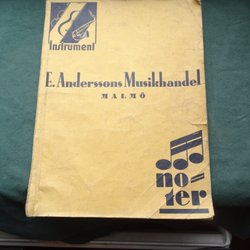 Instrument
E. Anderssons Musikhandel
MALMÖ
no=
ter